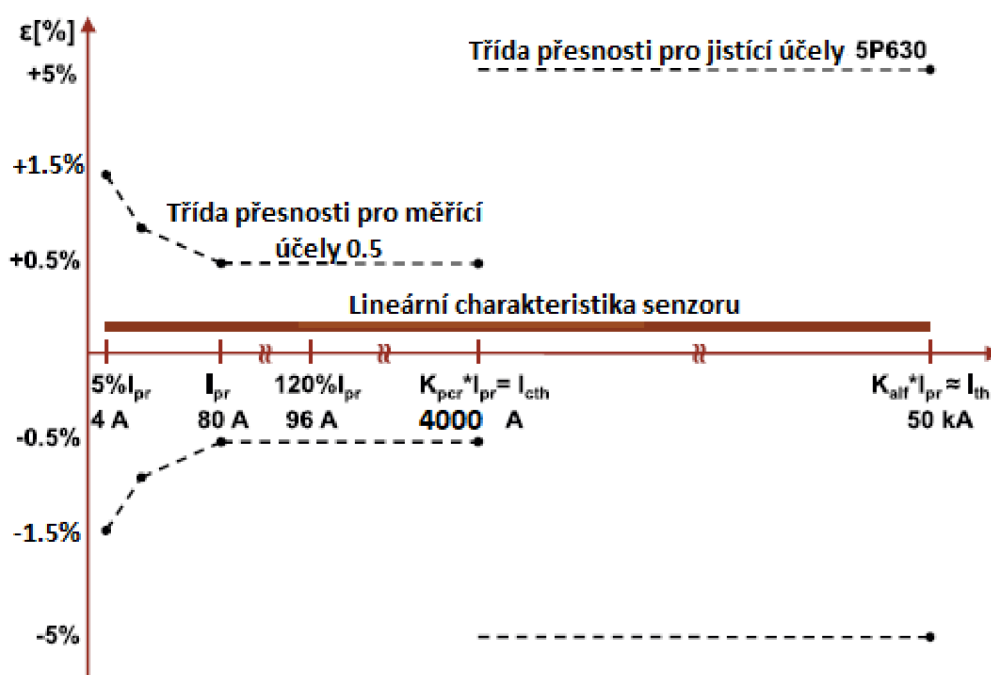 ε[%]
+5%
Třída přesnosti pro jistící účely 5P630
+1.5%
Třída přesnosti pro měřící
účely 0.5
+0.5%
Lineární charakteristika senzoru
5%Ipr
Ipr
120%Ipr
Kpcr*Ipr= Icth
Kalf*Ipr ≈ Ith
4 A
80 A
96 A
4000 A
50 kA
-0.5%
-1.5%
-5%